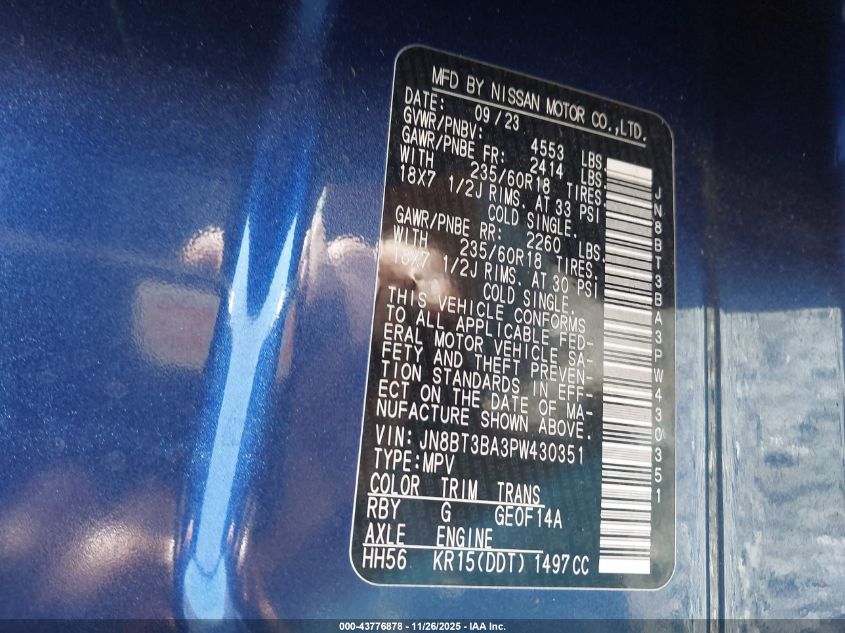 MFD BY NISSAN MOTOR CO.,LTD.
DATE: 09/23
GVWR/PNBV: 4553 LBS.
GAWR/PNBE FR: 2414 LBS.
WITH 235/60R18 TIRES.
18X7 1/2J RIMS. AT 33 PSI
COLD SINGLE.
GAWR/PNBE RR: 2260 LBS.
WITH 235/60R18 TIRES.
18X7 1/2J RIMS. AT 30 PSI
COLD SINGLE.
THIS VEHICLE CONFORMS
TO ALL APPLICABLE FED-
ERAL MOTOR VEHICLE SA-
FETY AND THEFT PREVEN-
TION STANDARDS IN EFF-
ECT ON THE DATE OF MA-
NUFACTURE SHOWN ABOVE.
VIN: JN8BT3BA3PW430351
TYPE:MPV
COLOR TRIM TRANS
RBY G GE0F14A
AXLE ENGINE
HH56 KR15(DDT) 1497CC
JN8BT3BA3PW430351
000-43776878 - 11/26/2025 - IAA Inc.